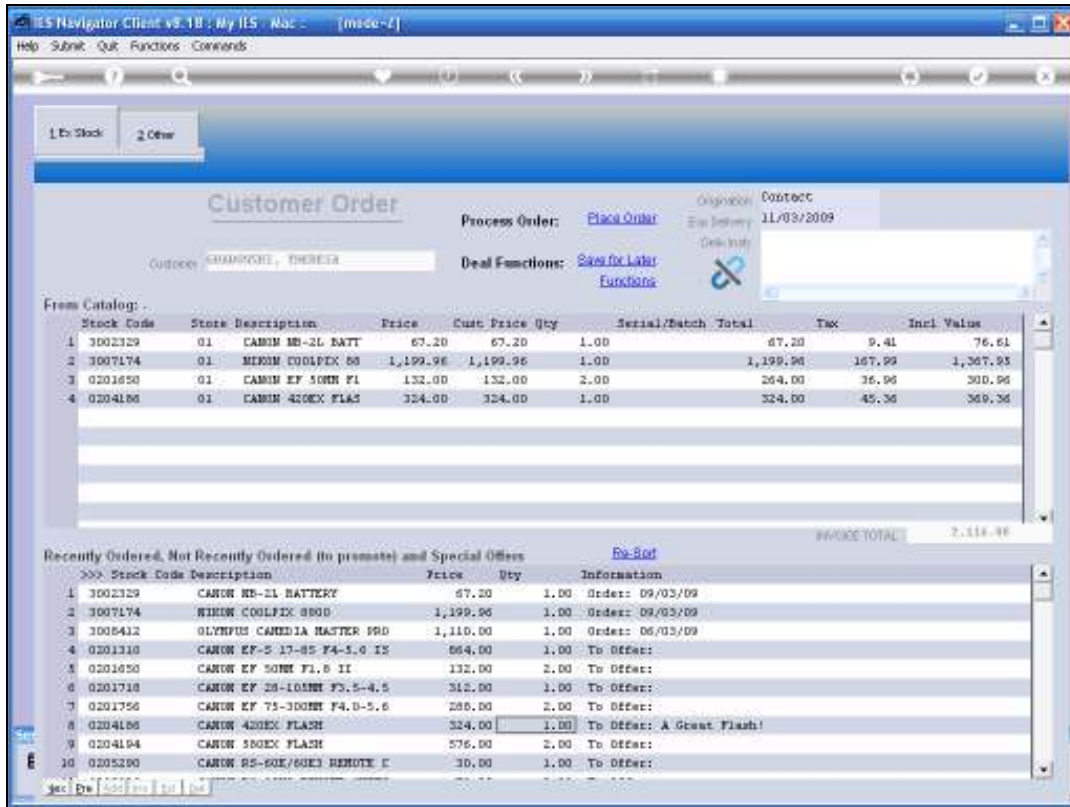 IES Navigator Client v8.18 : My IES - Mac :
Help Submit Quit Functions Commands
1 Ex Stock 2 Other
Customer Order
Process Order: Place Order
Origination Contact
11/03/2009
Customer THERESA
Deal Functions: Save for Later
Functions
From Catalog: .
Stock Code Store Description Price Cust Price Qty Serial/Batch Total Tax Incl Value
1 3002329 01 CANON NB-2L BATT 67.20 67.20 1.00 67.20 9.41 76.61
2 3007174 01 NIKON COOLPIX 88 1,199.96 1,199.96 1.00 1,199.96 167.99 1,367.95
3 0201650 01 CANON EF 50MM F1 132.00 132.00 2.00 264.00 36.96 300.96
4 0204186 01 CANON 420EX FLAS 324.00 324.00 1.00 324.00 45.36 369.36
INVOICE TOTAL
Recently Ordered, Not Recently Ordered (to promote) and Special Offers Re-Sort
>>> Stock Code Description Price Qty Information
1 3002329 CANON NB-2L BATTERY 67.20 1.00 Order: 09/03/09
2 3007174 NIKON COOLPIX 8800 1,199.96 1.00 Order: 09/03/09
3 3008412 OLYMPUS CAMEDIA MASTER PRO 1,110.00 1.00 Order: 06/03/09
4 0201310 CANON EF-S 17-85 F4-5.6 IS 864.00 1.00 To Offer:
5 0201650 CANON EF 50MM F1.8 II 132.00 2.00 To Offer:
6 0201718 CANON EF 28-105MM F3.5-4.5 312.00 1.00 To Offer:
7 0201756 CANON EF 75-300MM F4.0-5.6 288.00 2.00 To Offer:
8 0204186 CANON 420EX FLASH 324.00 1.00 To Offer: A Great Flash!
9 0204194 CANON 580EX FLASH 576.00 2.00 To Offer:
10 0205290 CANON RS-60E/60E3 REMOTE C 30.00 1.00 To Offer: